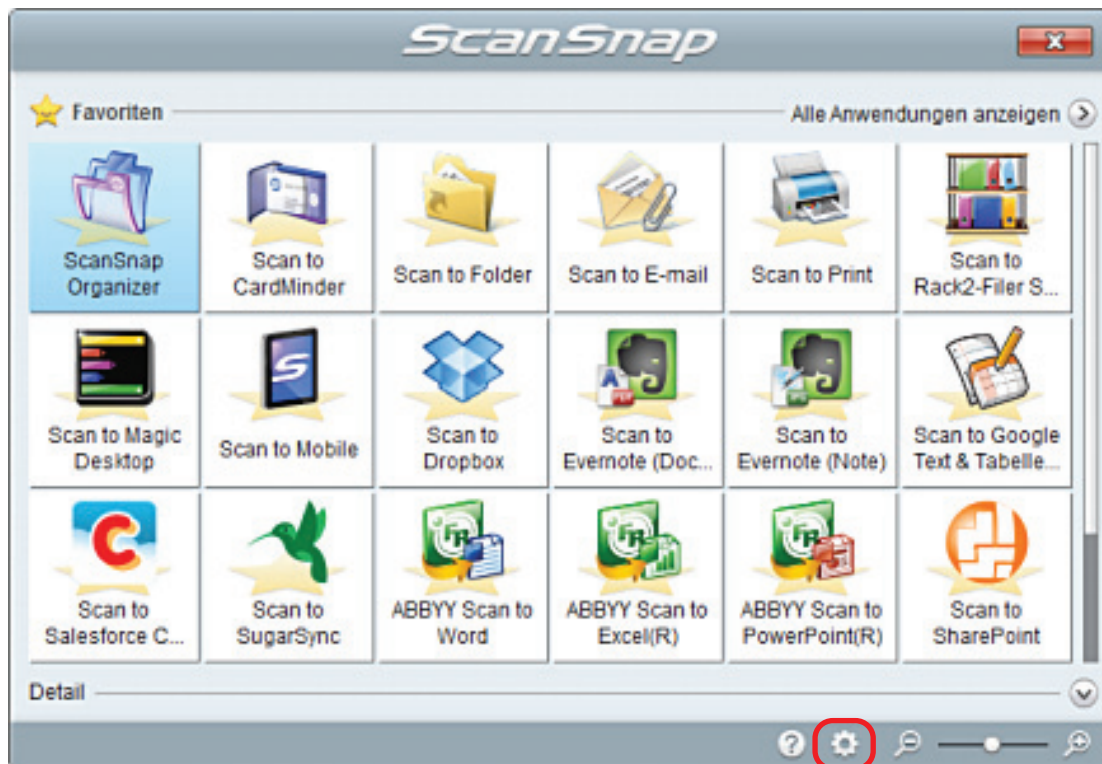 ScanSnap
Favoriten
Alle Anwendungen anzeigen
ScanSnap
Organizer
Scan to
CardMinder
Scan to Folder
Scan to E-mail
Scan to Print
Scan to
Rack2-Filer S...
Scan to Magic
Desktop
Scan to Mobile
Scan to
Dropbox
Scan to
Evernote (Doc...
Scan to
Evernote (Note)
Scan to Google
Text & Tabelle...
Scan to
Salesforce C...
Scan to
SugarSync
ABBYY Scan to
Word
ABBYY Scan to
Excel(R)
ABBYY Scan to
PowerPoint(R)
Scan to
SharePoint
Detail